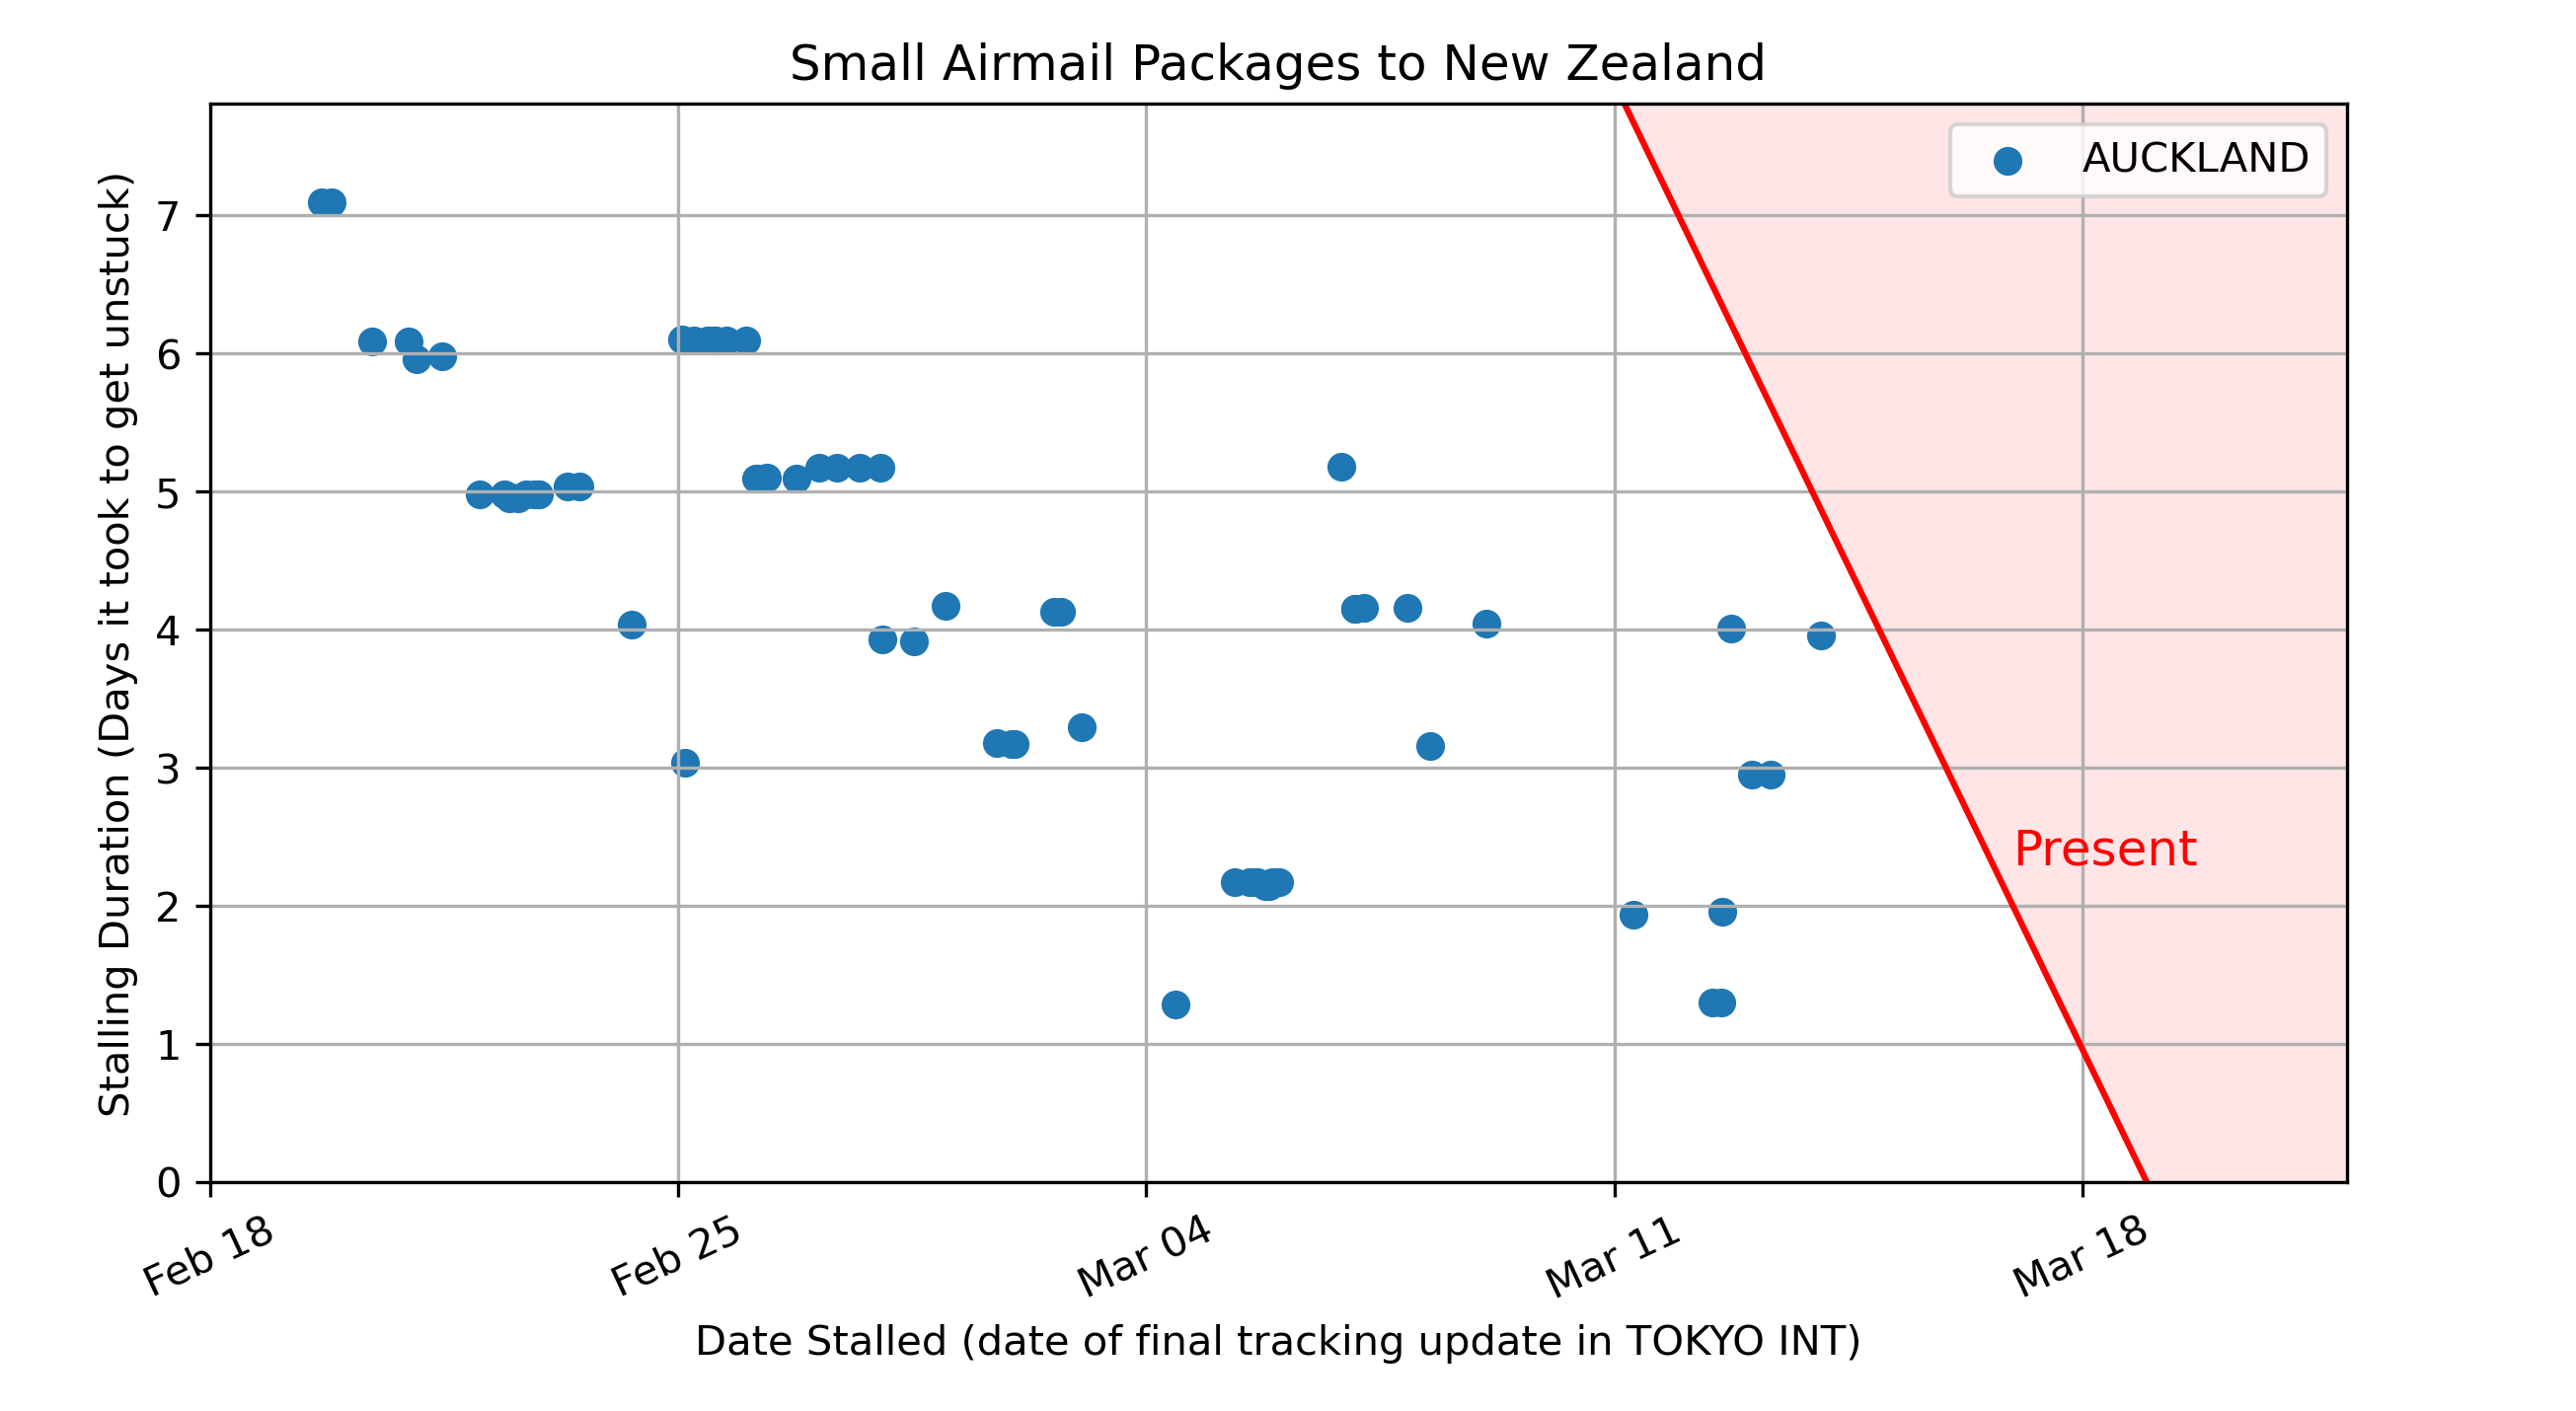 Small Airmail Packages to New Zealand
AUCKLAND
Stalling Duration (Days it took to get unstuck)
7
6
5
4
3
2
1
0
Present
Feb 18
Feb 25
Mar 04
Mar 11
Mar 18
Date Stalled (date of final tracking update in TOKYO INT)